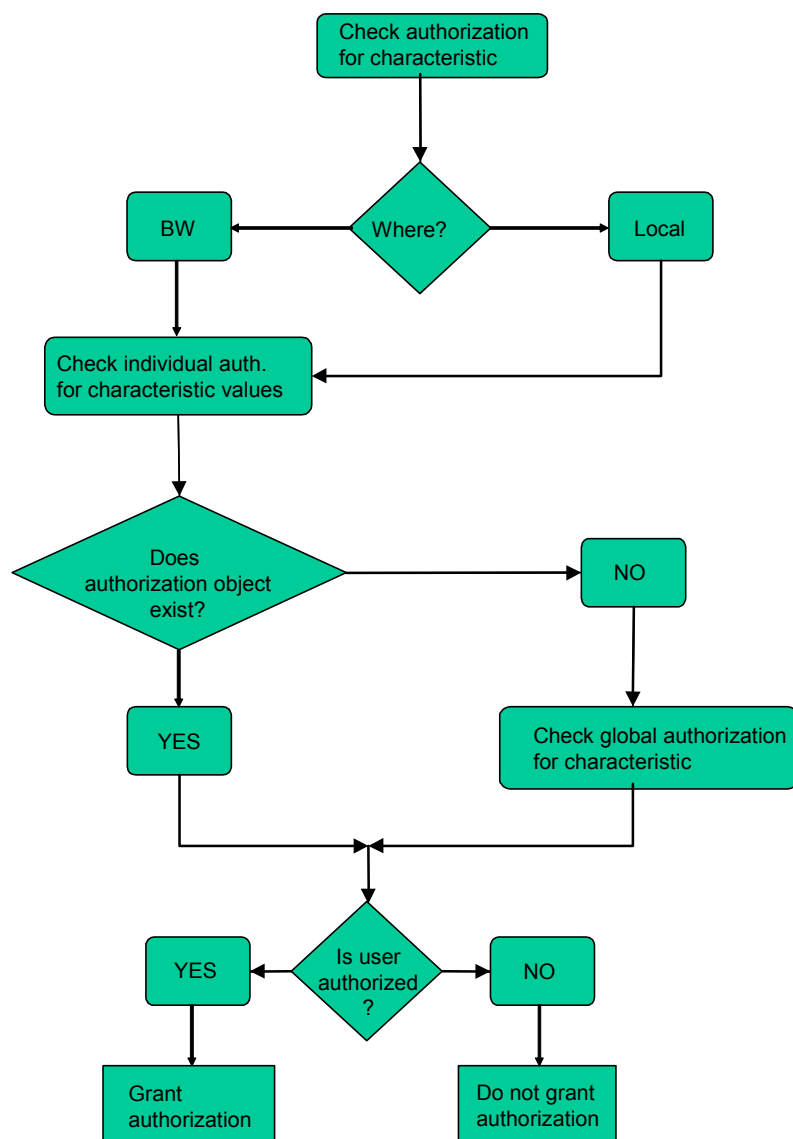 Check authorization
for characteristic
Where?
BW
Local
Check individual auth.
for characteristic values
Does
authorization object
exist?
NO
YES
Check global authorization
for characteristic
Is user
authorized
?
YES
NO
Grant
authorization
Do not grant
authorization